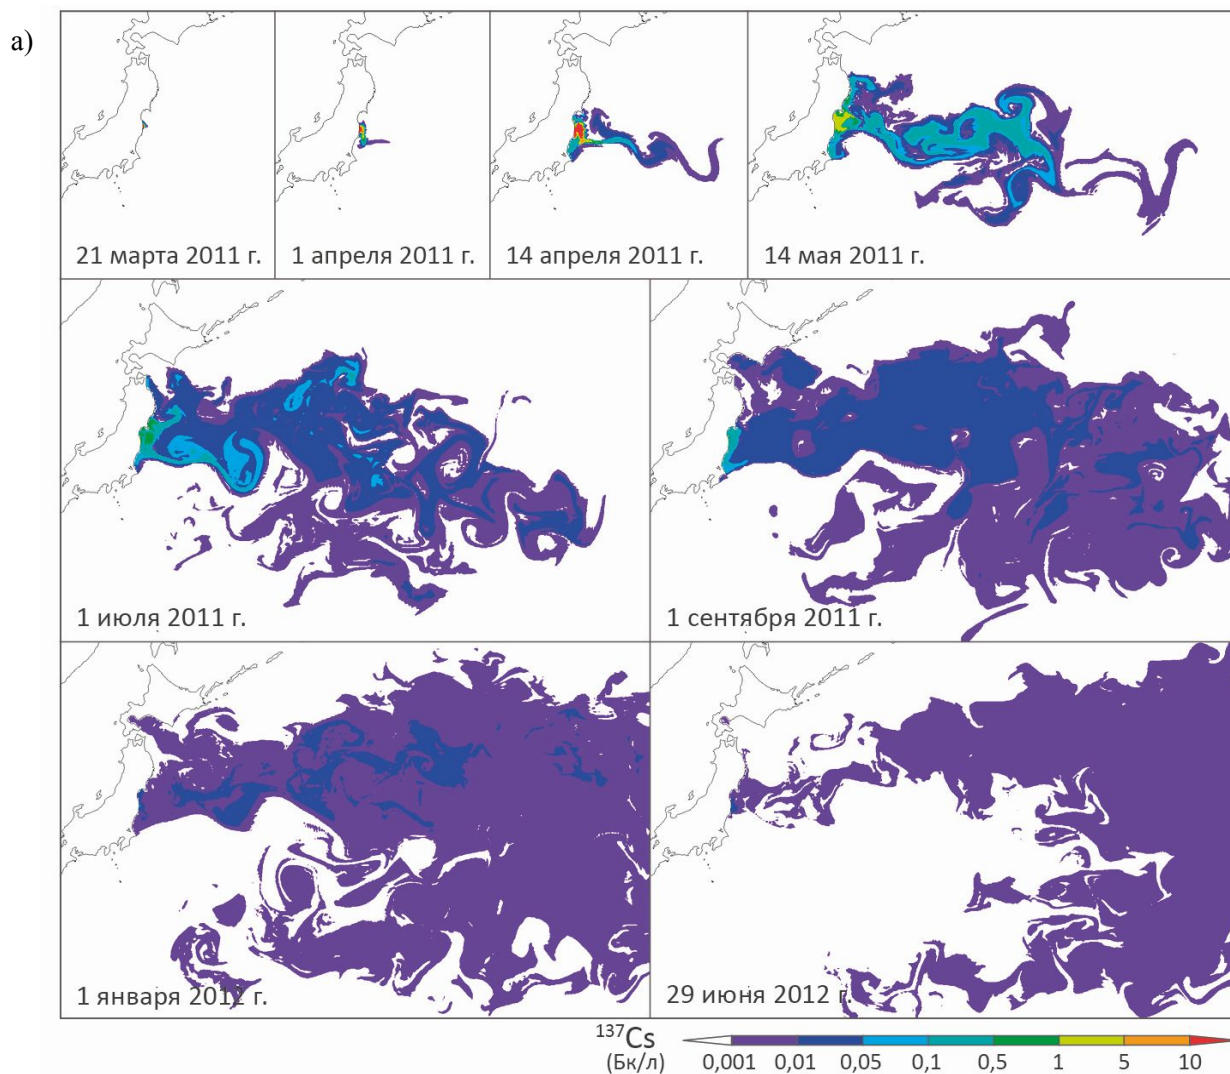 а)
21 марта 2011 г.
1 апреля 2011 г.
14 апреля 2011 г.
14 мая 2011 г.
1 июля 2011 г.
1 сентября 2011 г.
1 января 2012 г.
29 июня 2012 г.
¹³⁷Cs
(Бк/л)
0,001 0,01 0,05 0,1 0,5 1 5 10